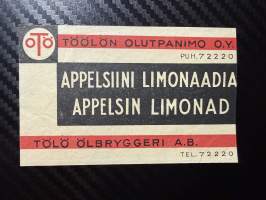 TÖÖLÖN OLUTPANIMO O.Y.
OTO
PUH. 72220
APPELSIINI LIMONAADIA
APPELSIN LIMONAD
TÖLÖ ÖLBRYGGERI A.B.
TEL. 72220